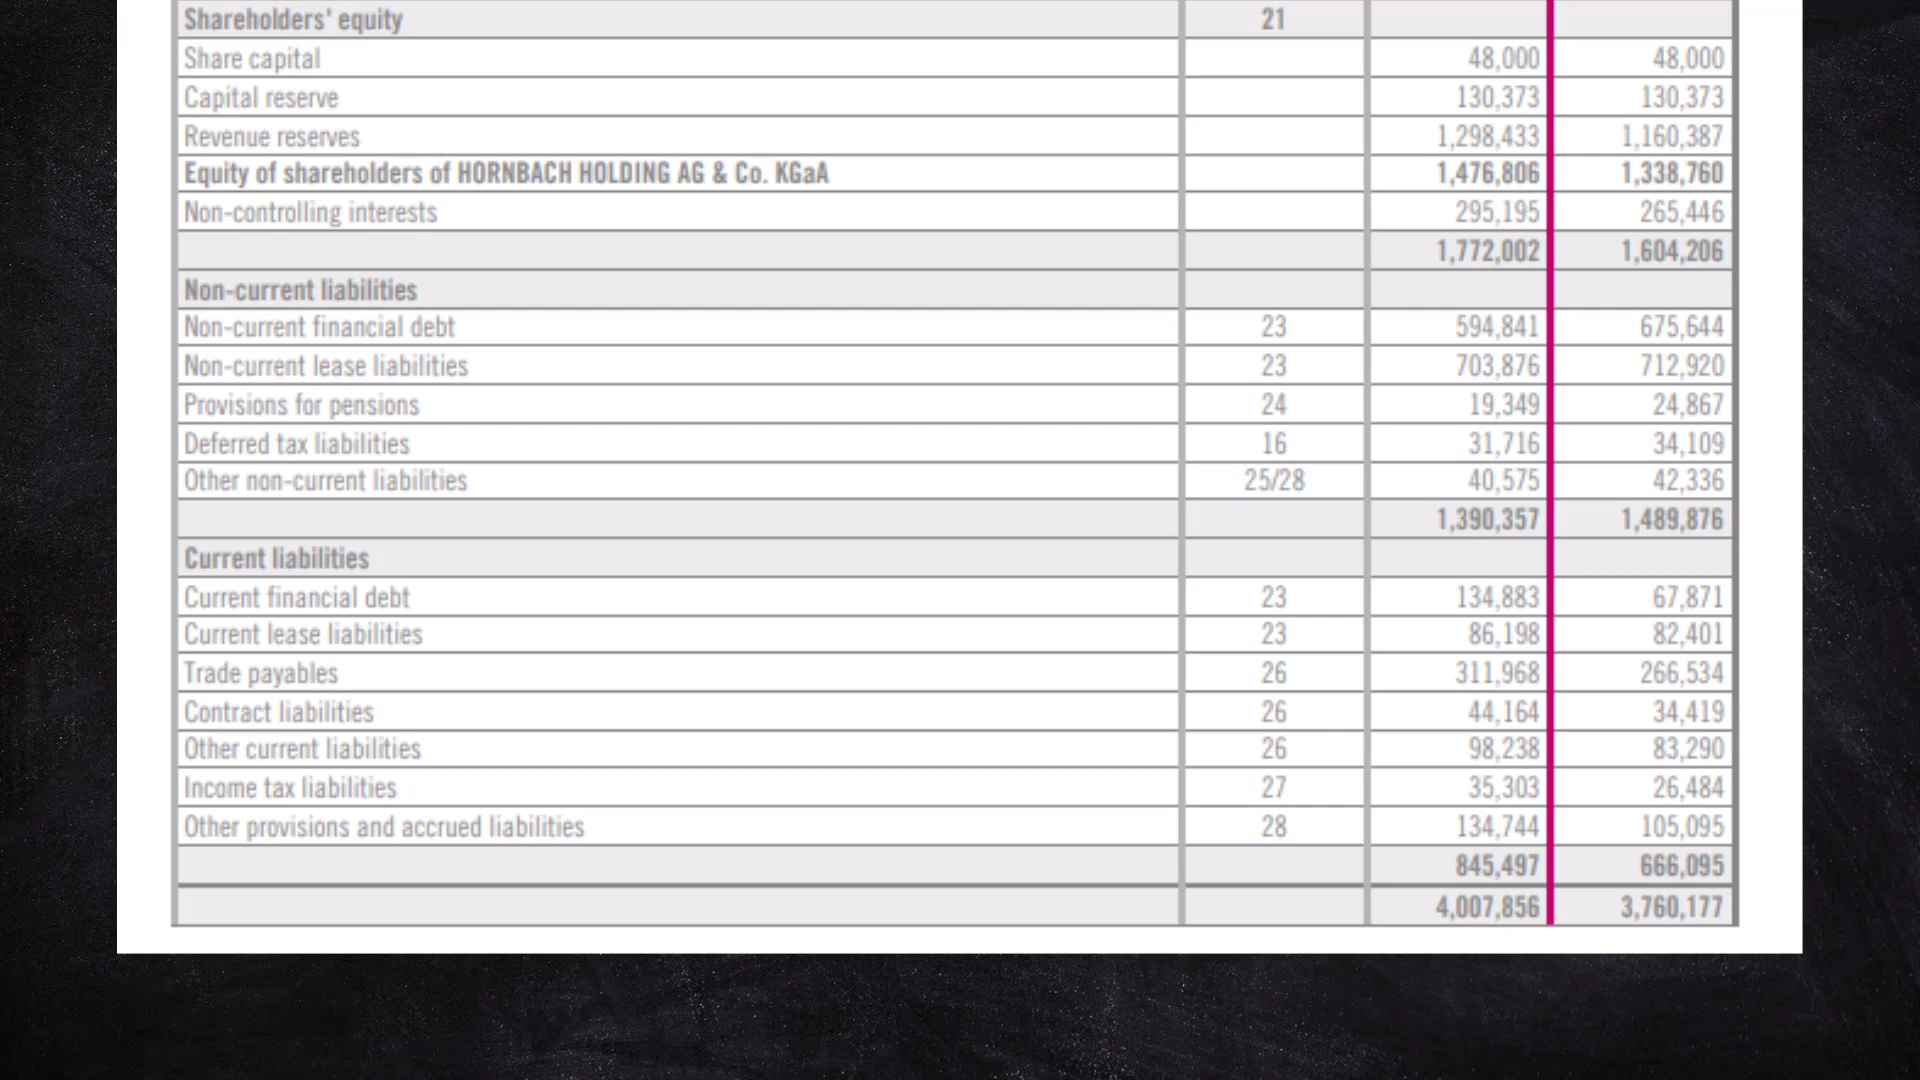 Shareholders' equity 21
Share capital 48,000 48,000
Capital reserve 130,373 130,373
Revenue reserves 1,298,433 1,160,387
Equity of shareholders of HORNBACH HOLDING AG & Co. KGaA 1,476,806 1,338,760
Non-controlling interests 295,195 265,446
1,772,002 1,604,206
Non-current liabilities
Non-current financial debt 23 594,841 675,644
Non-current lease liabilities 23 703,876 712,920
Provisions for pensions 24 19,349 24,867
Deferred tax liabilities 16 31,716 34,109
Other non-current liabilities 25/28 40,575 42,336
1,390,357 1,489,876
Current liabilities
Current financial debt 23 134,883 67,871
Current lease liabilities 23 86,198 82,401
Trade payables 26 311,968 266,534
Contract liabilities 26 44,164 34,419
Other current liabilities 26 98,238 83,290
Income tax liabilities 27 35,303 26,484
Other provisions and accrued liabilities 28 134,744 105,095
845,497 666,095
4,007,856 3,760,177